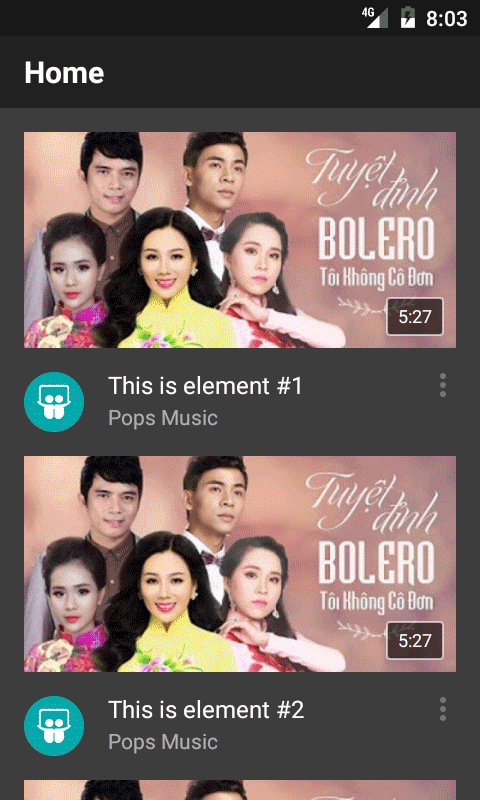 4G 8:03
Home
Tuyệt
đỉnh
BOLERO
Tôi Không Cô Đơn
5:27
This is element #1
Pops Music
Tuyệt
đỉnh
BOLERO
Tôi Không Cô Đơn
5:27
This is element #2
Pops Music